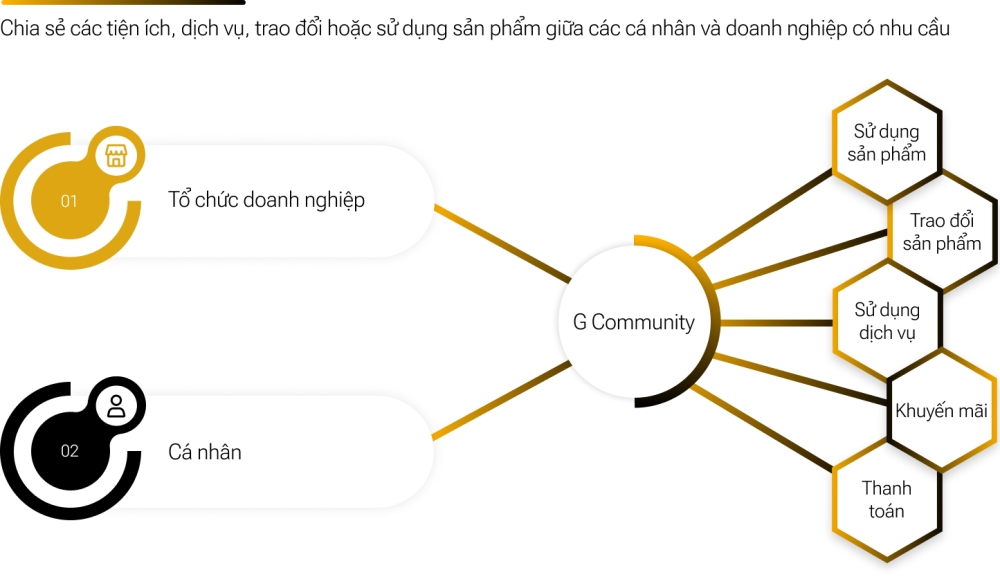 Chia sẻ các tiện ích, dịch vụ, trao đổi hoặc sử dụng sản phẩm giữa các cá nhân và doanh nghiệp có nhu cầu
01
Tổ chức doanh nghiệp
02
Cá nhân
G Community
Sử dụng
sản phẩm
Trao đổi
sản phẩm
Sử dụng
dịch vụ
Khuyến mãi
Thanh
toán